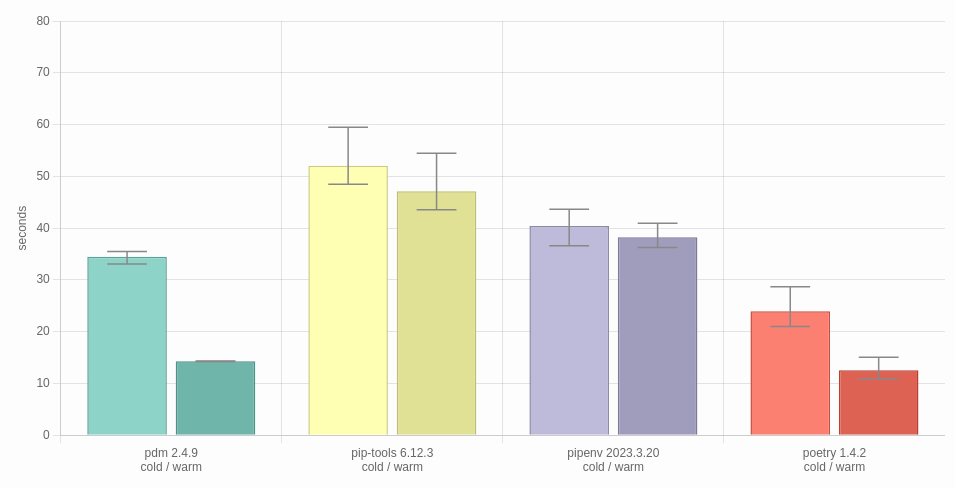 80
70
60
50
40
30
20
10
0
seconds
pdm 2.4.9
cold / warm
pip-tools 6.12.3
cold / warm
pipenv 2023.3.20
cold / warm
poetry 1.4.2
cold / warm